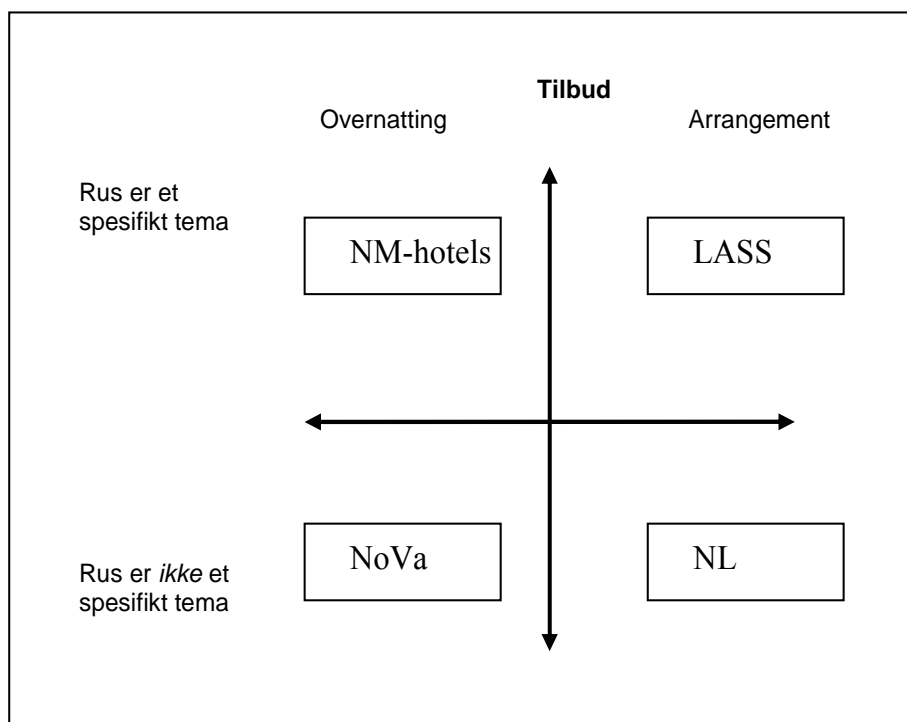 Tilbud
Overnatting
Arrangement
Rus er et
spesifikt tema
NM-hotels
LASS
NoVa
NL
Rus er ikke et
spesifikt tema